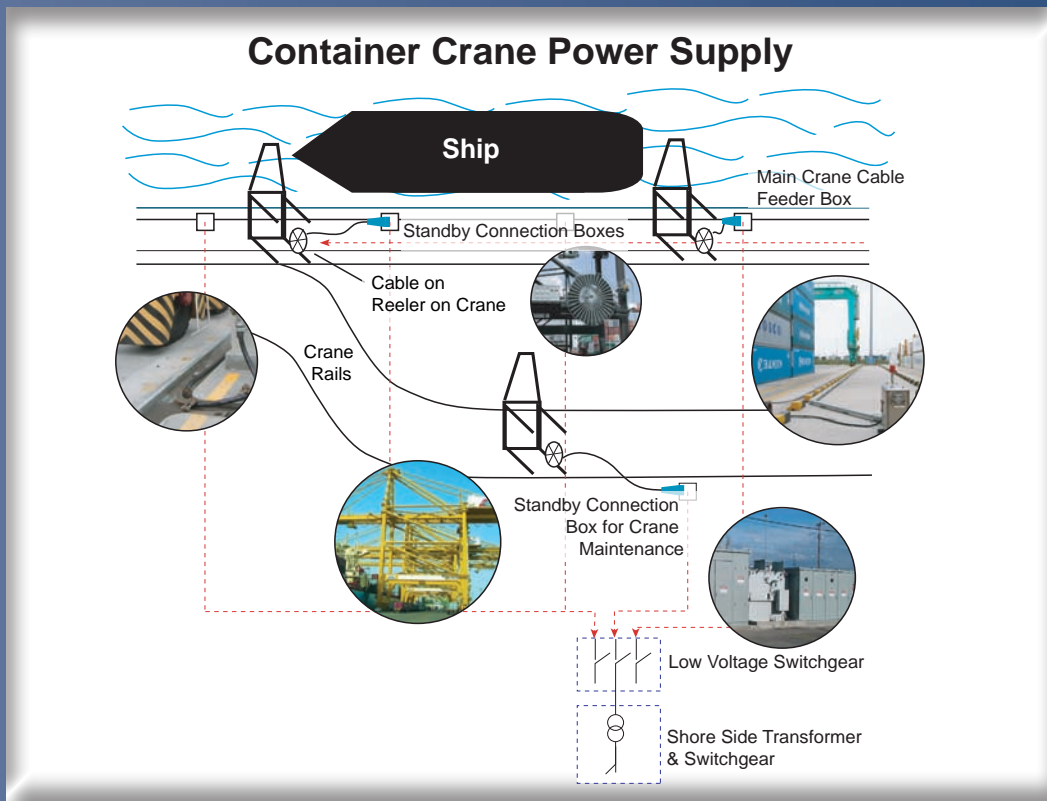 Container Crane Power Supply
Ship
Main Crane Cable
Feeder Box
Standby Connection Boxes
Cable on
Reeler on Crane
Crane
Rails
Standby Connection
Box for Crane
Maintenance
Low Voltage Switchgear
Shore Side Transformer
& Switchgear